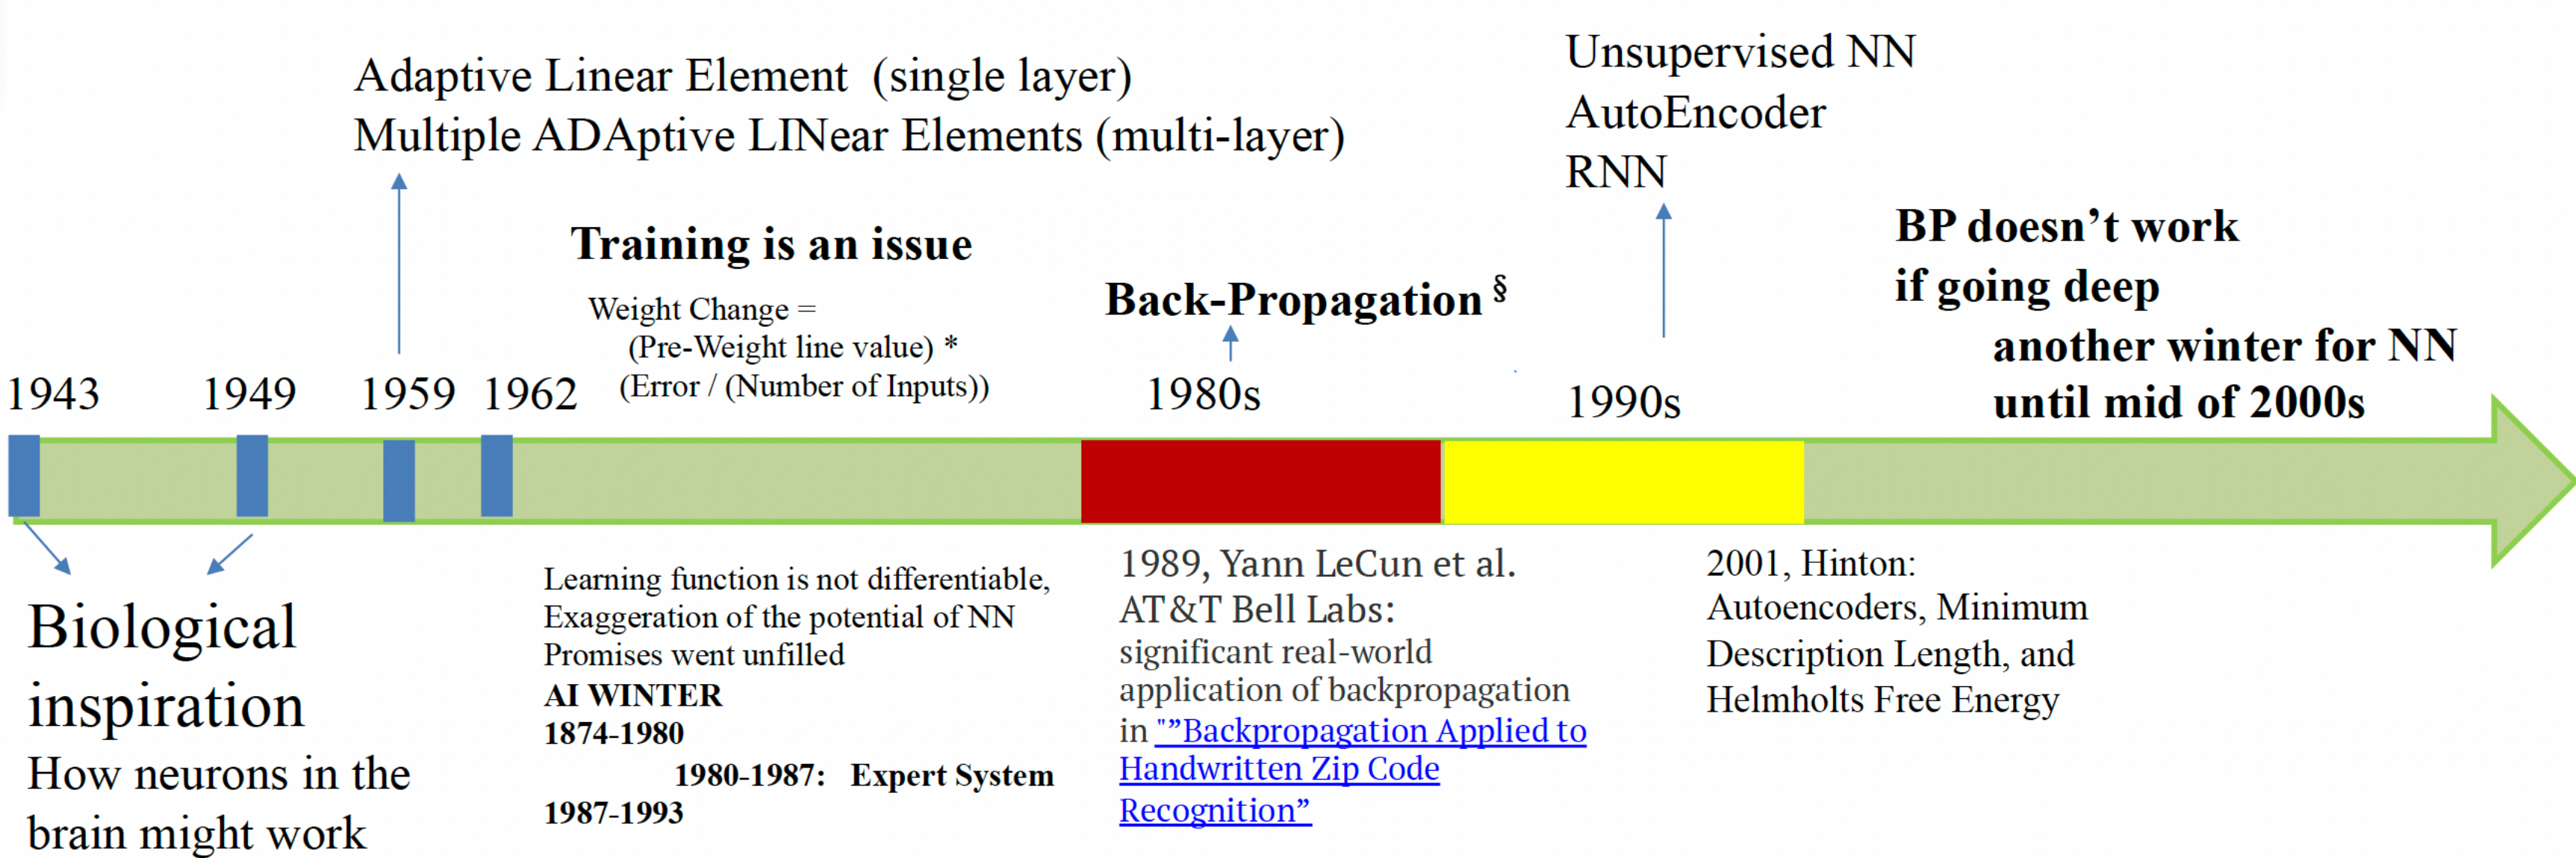 Adaptive Linear Element (single layer)
Multiple ADAptive LINear Elements (multi-layer)
Unsupervised NN
AutoEncoder
RNN
Training is an issue
Weight Change =
(Pre-Weight line value) *
(Error / (Number of Inputs))
Back-Propagation §
BP doesn’t work
if going deep
another winter for NN
until mid of 2000s
1943
1949
1959
1962
1980s
1990s
Biological
inspiration
How neurons in the
brain might work
Learning function is not differentiable,
Exaggeration of the potential of NN
Promises went unfilled
AI WINTER
1874-1980
1980-1987: Expert System
1987-1993
1989, Yann LeCun et al.
AT&T Bell Labs:
significant real-world
application of backpropagation
in "”Backpropagation Applied to
Handwritten Zip Code
Recognition”
2001, Hinton:
Autoencoders, Minimum
Description Length, and
Helmholts Free Energy